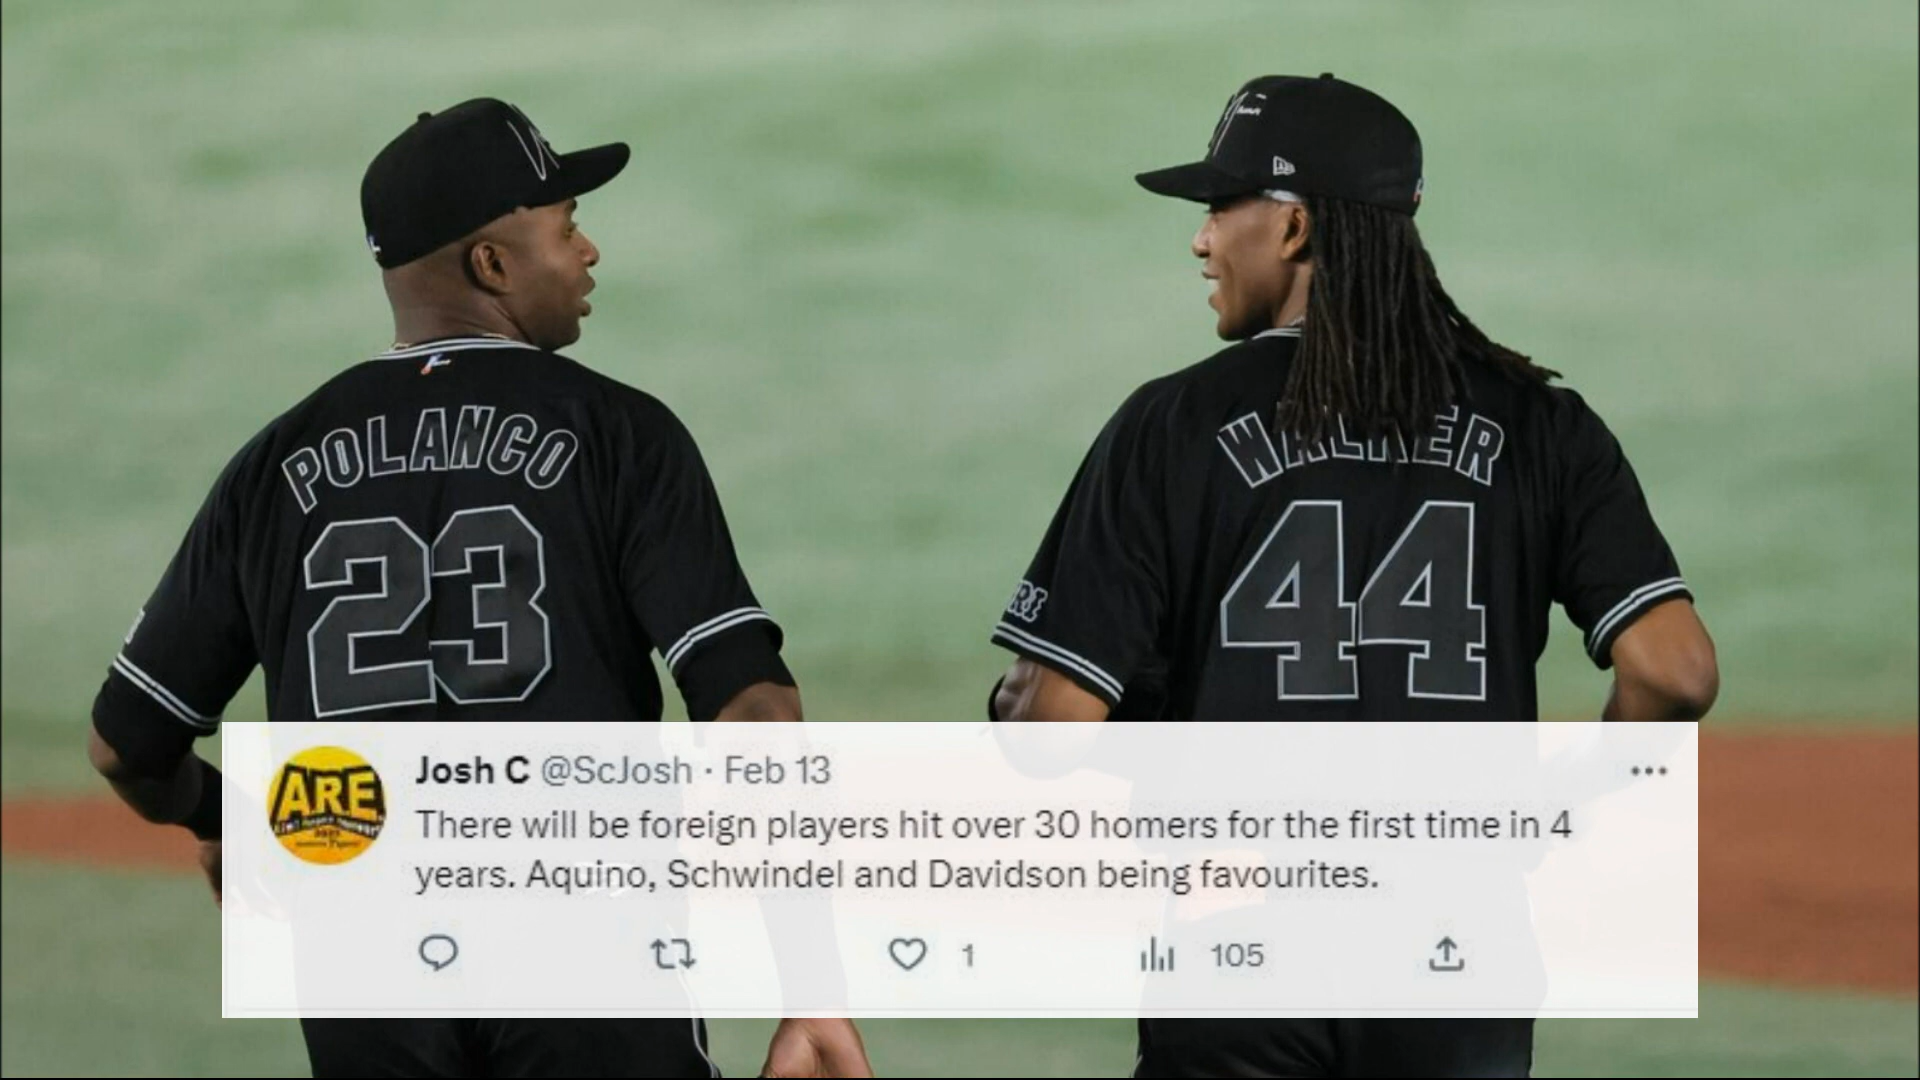 POLANCO
23
WALKER
44
RI
Josh C @ScJosh · Feb 13
There will be foreign players hit over 30 homers for the first time in 4
years. Aquino, Schwindel and Davidson being favourites.
1
105
ARE